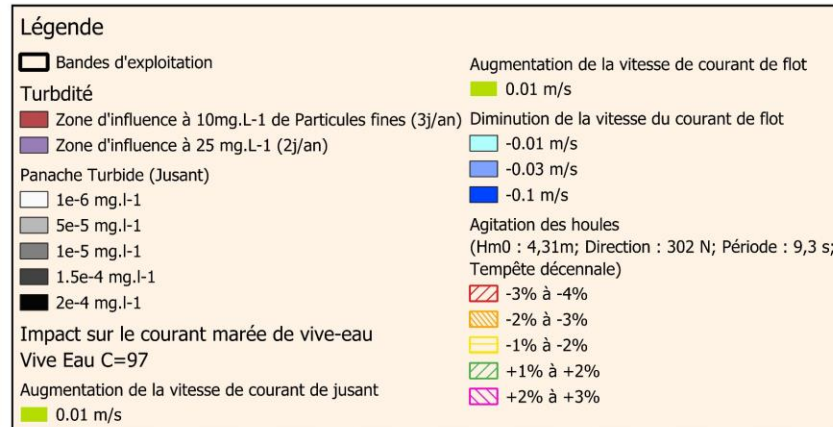 Légende
Bandes d'exploitation
Turbdité
Zone d'influence à 10mg.L-1 de Particules fines (3j/an)
Zone d'influence à 25 mg.L-1 (2j/an)
Panache Turbide (Jusant)
1e-6 mg.l-1
5e-5 mg.l-1
1e-5 mg.l-1
1.5e-4 mg.l-1
2e-4 mg.l-1
Impact sur le courant marée de vive-eau
Vive Eau C=97
Augmentation de la vitesse de courant de jusant
0.01 m/s
Augmentation de la vitesse de courant de flot
0.01 m/s
Diminution de la vitesse du courant de flot
-0.01 m/s
-0.03 m/s
-0.1 m/s
Agitation des houles
(Hm0 : 4,31m; Direction : 302 N; Période : 9,3 s;
Tempête décennale)
-3% à -4%
-2% à -3%
-1% à -2%
+1% à +2%
+2% à +3%